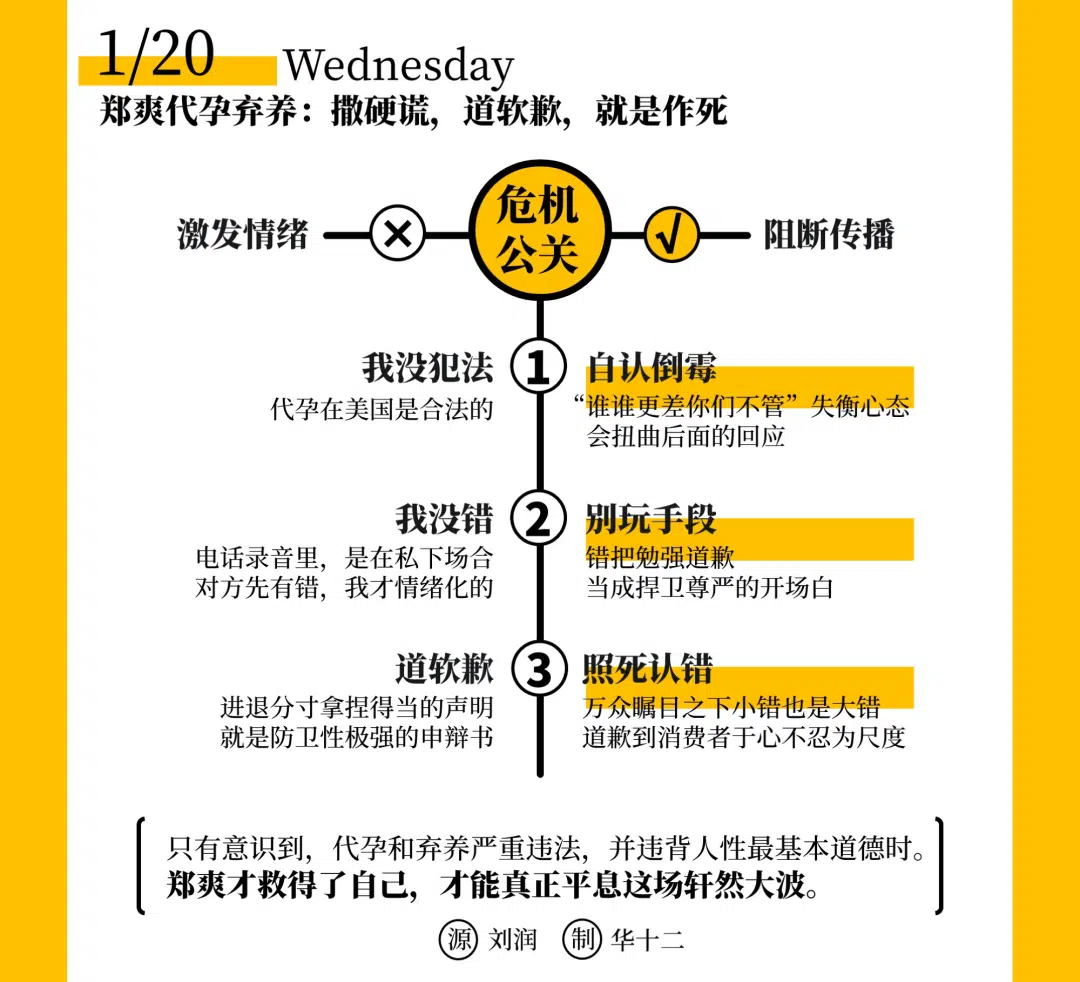 1/20 Wednesday
郑爽代孕弃养：撒硬谎，道软歉，就是作死
激发情绪 × 危机公关 √ 阻断传播
我没犯法 1 自认倒霉
代孕在美国是合法的 “谁谁更差你们不管”失衡心态
会扭曲后面的回应
我没错 2 别玩手段
电话录音里，是在私下场合 错把勉强道歉
对方先有错，我才情绪化的 当成捍卫尊严的开场白
道软歉 3 照死认错
进退分寸拿捏得当的声明 万众瞩目之下小错也是大错
就是防卫性极强的申辩书 道歉到消费者于心不忍为尺度
只有意识到，代孕和弃养严重违法，并违背人性最基本道德时。
郑爽才救得了自己，才能真正平息这场轩然大波。
源 刘润 制 华十二